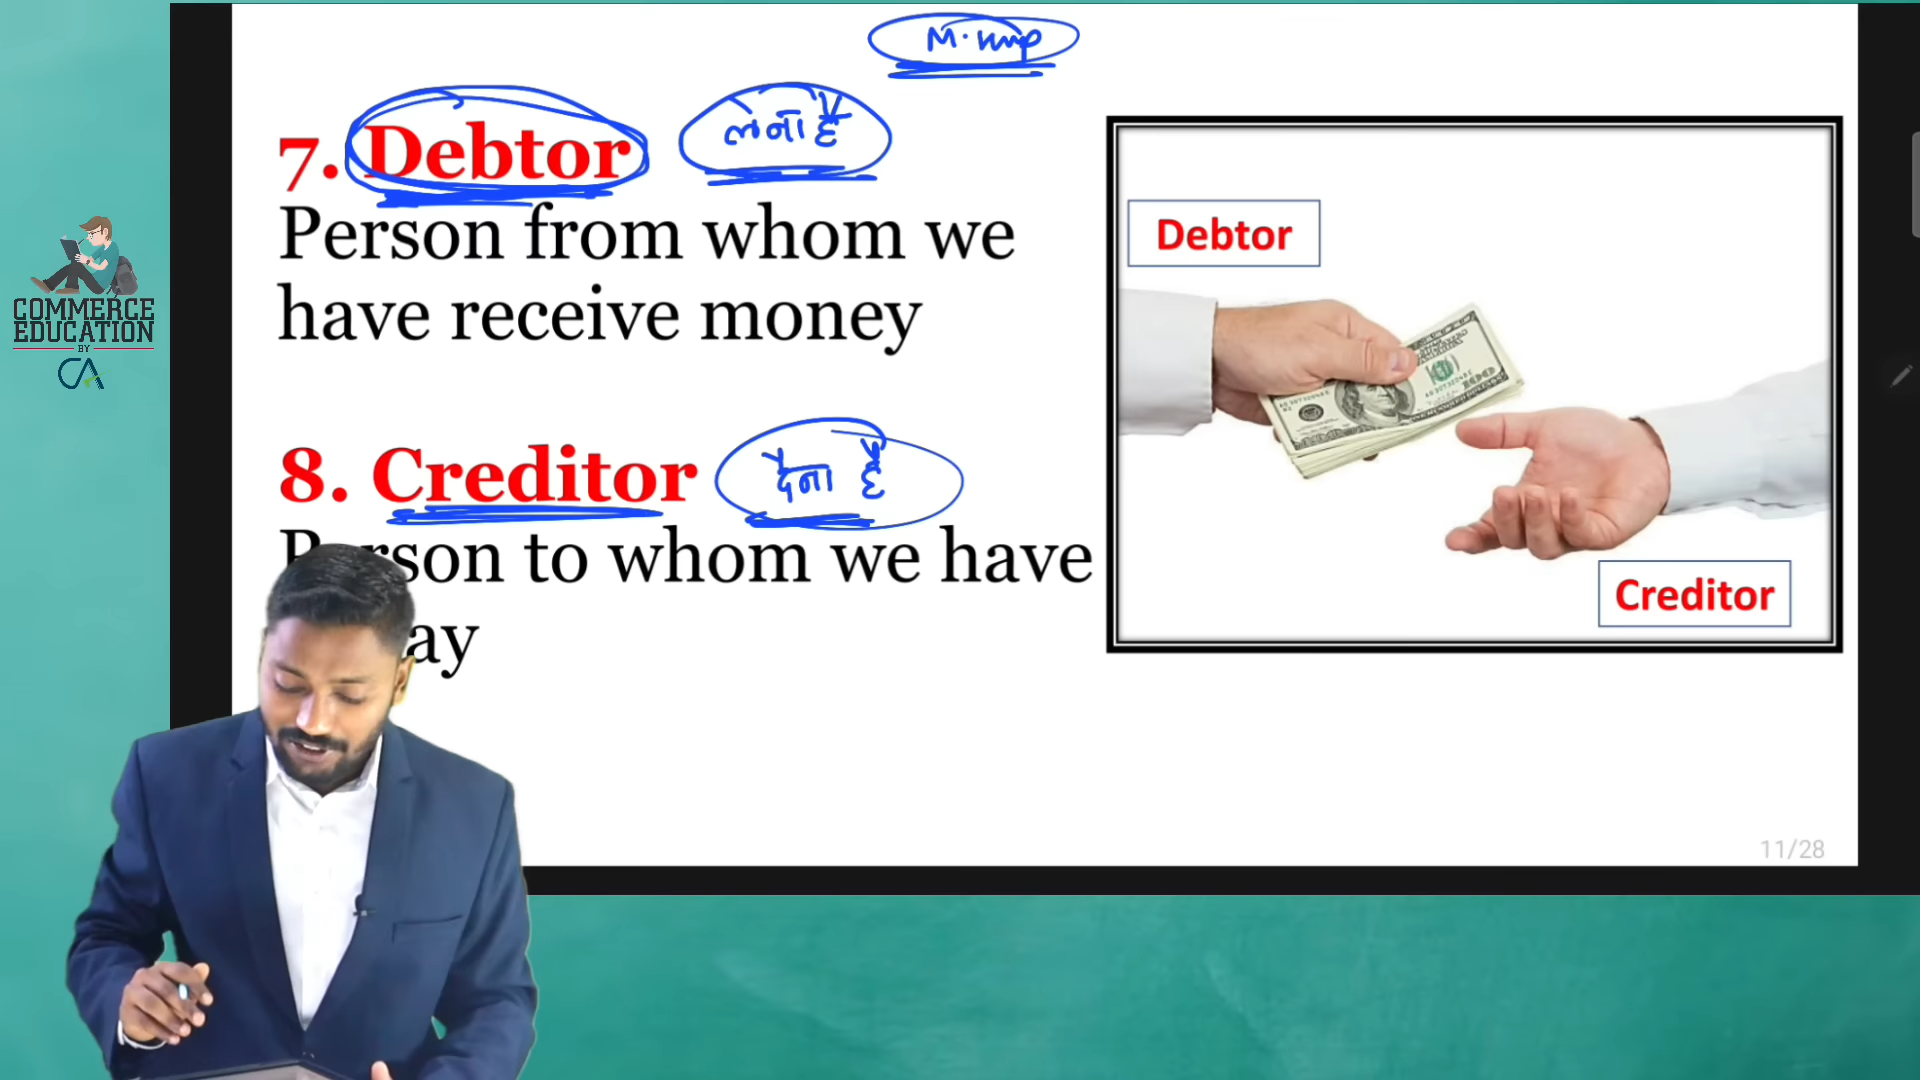 M. Imp
7. Debtor लेना है
Person from whom we
have receive money
8. Creditor देना है
Person to whom we have
ay
Debtor
Creditor
COMMERCE
EDUCATION
BY
CA
11/28